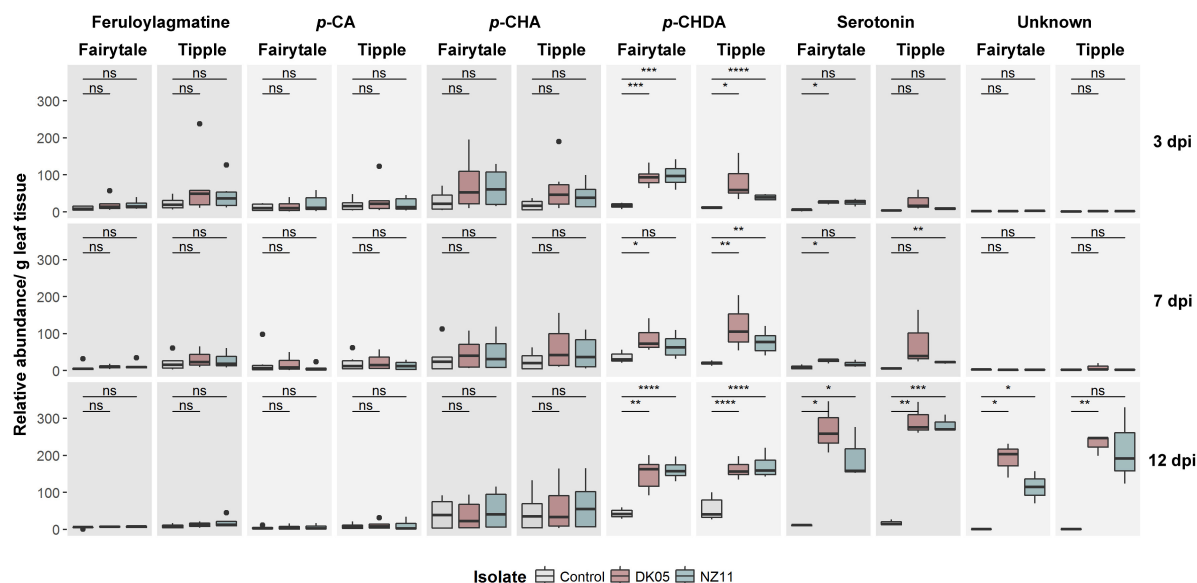 Feruloylagmatine p-CA p-CHA p-CHDA Serotonin Unknown
Fairytale Tipple Fairytale Tipple Fairytale Tipple Fairytale Tipple Fairytale Tipple Fairytale Tipple
ns ns ns ns ns ns *** **** ns ns ns ns
ns ns ns ns ns ns *** * * ns ns ns
300
200
100
0
3 dpi
ns ns ns ns ns ns ns ** ns ** ns ns
ns ns ns ns ns ns * ** * ns ns ns
300
200
100
0
7 dpi
ns ns ns ns ns ns **** **** * *** * ns
ns ns ns ns ns ns ** **** * ** * **
300
200
100
0
12 dpi
Relative abundance/ g leaf tissue
Isolate Control DK05 NZ11